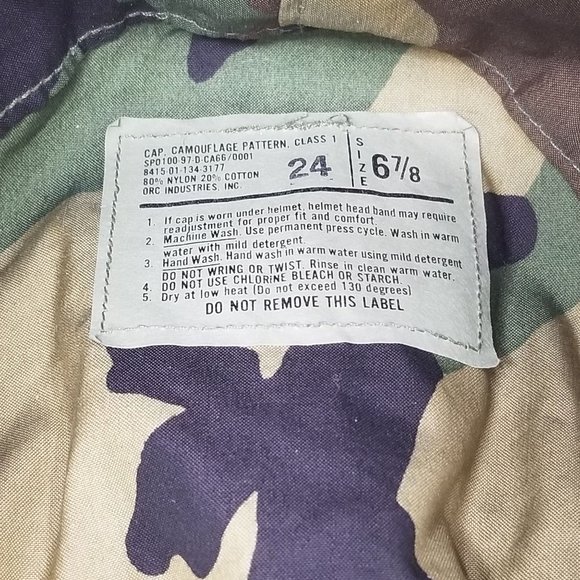 CAP, CAMOUFLAGE PATTERN, CLASS 1
SPO100-97-D-CA66/0001
8415-01-134-3177
80% NYLON 20% COTTON
ORC INDUSTRIES, INC.
24
SIZE
6 7/8
1. If cap is worn under helmet, helmet head band may require
readjustment for proper fit and comfort.
2. Machine Wash. Use permanent press cycle. Wash in warm
water with mild detergent.
3. Hand Wash. Hand wash in warm water using mild detergent
DO NOT WRING OR TWIST. Rinse in clean warm water.
4. DO NOT USE CHLORINE BLEACH OR STARCH.
5. Dry at low heat (Do not exceed 130 degrees)
DO NOT REMOVE THIS LABEL